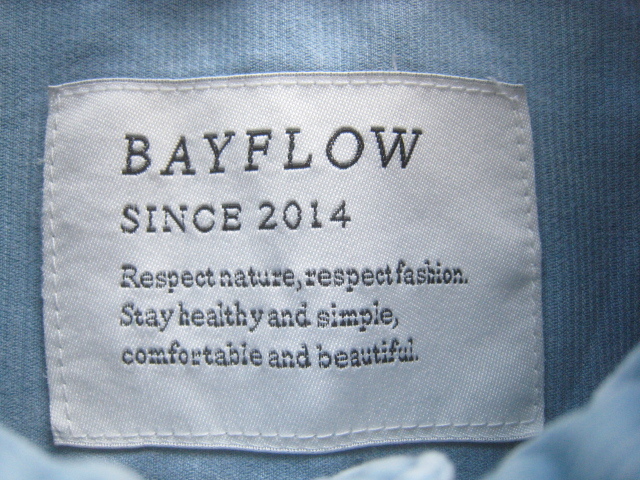 BAYFLOW
SINCE 2014
Respect nature, respect fashion.
Stay healthy and simple,
comfortable and beautiful.